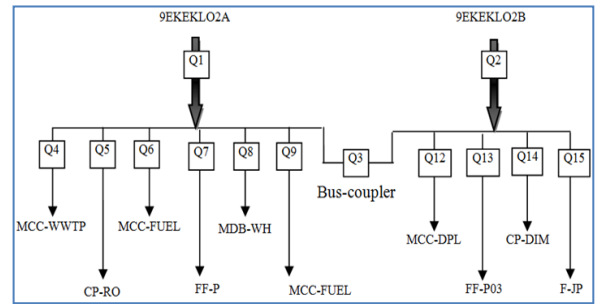 9EKEKLO2A
9EKEKLO2B
Q1
Q2
Q4
Q5
Q6
Q7
Q8
Q9
Q3
Q12
Q13
Q14
Q15
Bus-coupler
MCC-WWTP
MCC-FUEL
MDB-WH
MCC-DPL
CP-DIM
CP-RO
FF-P
MCC-FUEL
FF-P03
F-JP